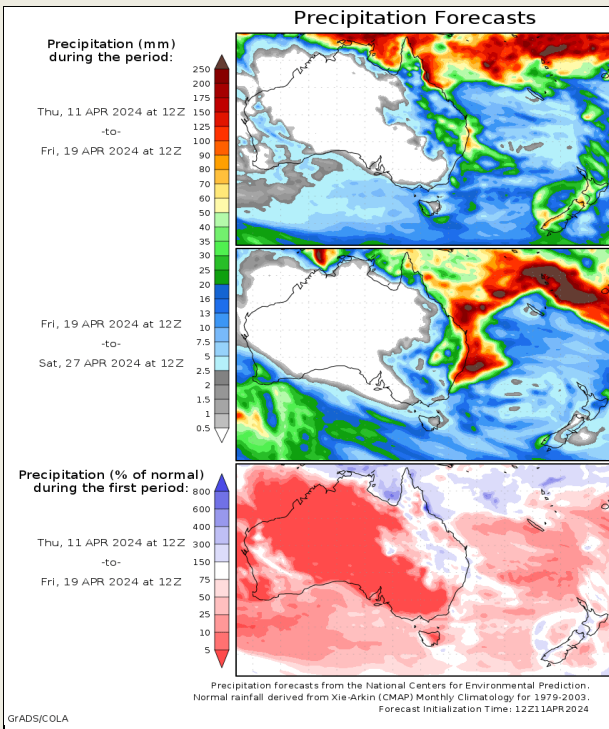 Precipitation Forecasts
Precipitation (mm)
during the period:
Thu, 11 APR 2024 at 12Z
-to-
Fri, 19 APR 2024 at 12Z
250
200
175
150
125
100
90
80
70
60
50
40
35
30
25
20
16
13
10
7.5
5
2.5
2
1.5
1
0.5
Fri, 19 APR 2024 at 12Z
-to-
Sat, 27 APR 2024 at 12Z
Precipitation (% of normal)
during the first period:
Thu, 11 APR 2024 at 12Z
-to-
Fri, 19 APR 2024 at 12Z
800
600
400
300
150
75
50
25
10
5
Precipitation forecasts from the National Centers for Environmental Prediction.
Normal rainfall derived from Xie-Arkin (CMAP) Monthly Climatology for 1979-2003.
Forecast Initialization Time: 12Z11APR2024
GrADS/COLA